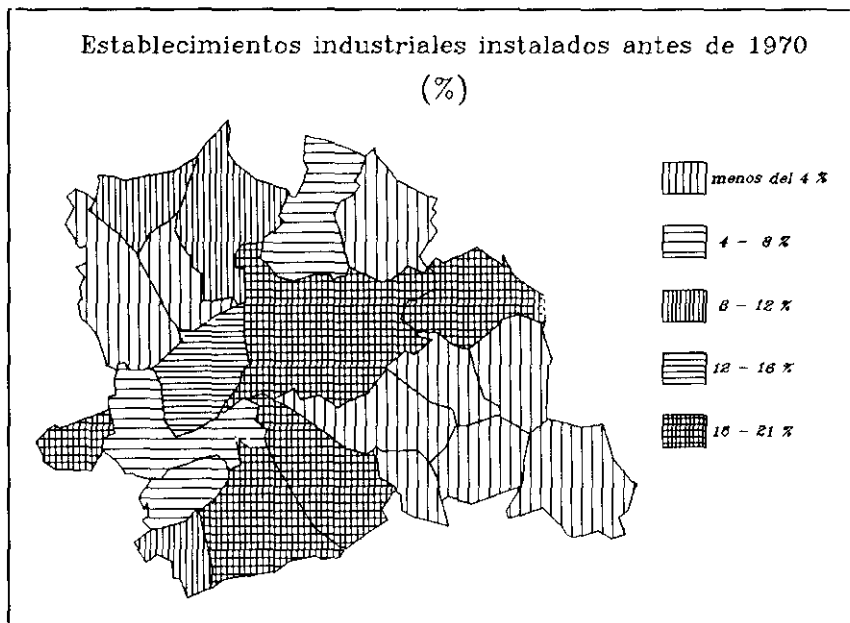 Establecimientos industriales instalados antes de 1970
(%)
menos del 4 %
4 - 8 %
8 - 12 %
12 - 16 %
16 - 21 %